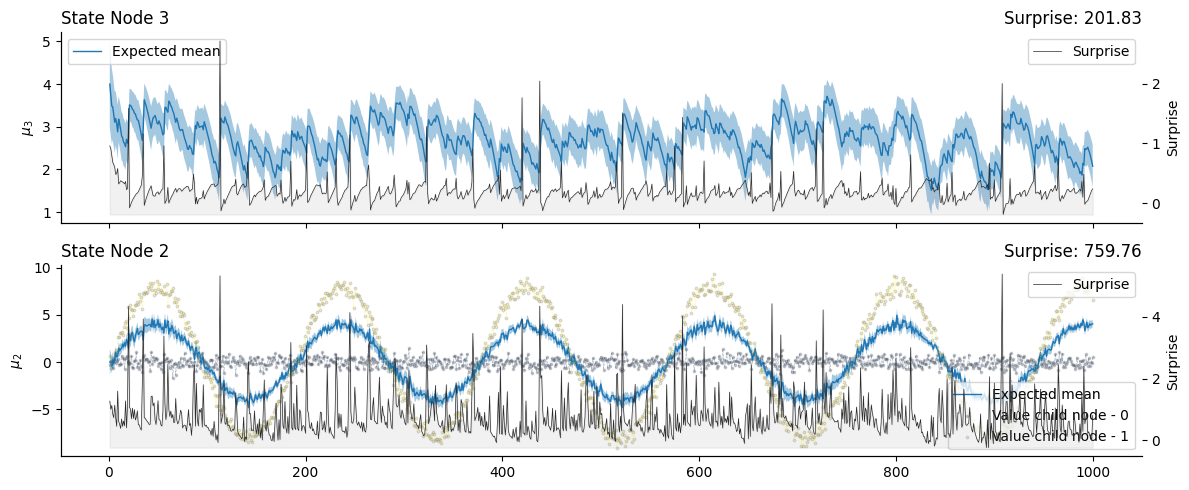 State Node 3
Surprise: 201.83
Expected mean
Surprise
5
4
3
2
1
μ3
2
1
0
Surprise
State Node 2
Surprise: 759.76
Surprise
10
5
0
−5
μ2
4
2
0
Surprise
Expected mean
Value child node - 0
Value child node - 1
0
200
400
600
800
1000